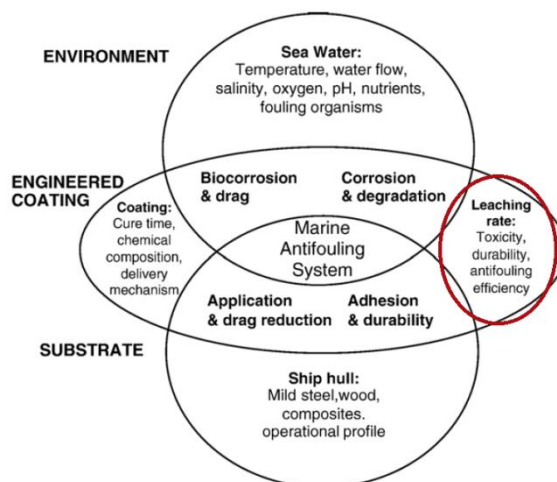 ENVIRONMENT
Sea Water:
Temperature, water flow,
salinity, oxygen, pH, nutrients,
fouling organisms
ENGINEERED
COATING
Biocorrosion
& drag
Corrosion
& degradation
Coating:
Cure time,
chemical
composition,
delivery
mechanism
Marine
Antifouling
System
Leaching
rate:
Toxicity,
durability,
antifouling
efficiency
Application
& drag reduction
Adhesion
& durability
SUBSTRATE
Ship hull:
Mild steel,wood,
composites.
operational profile